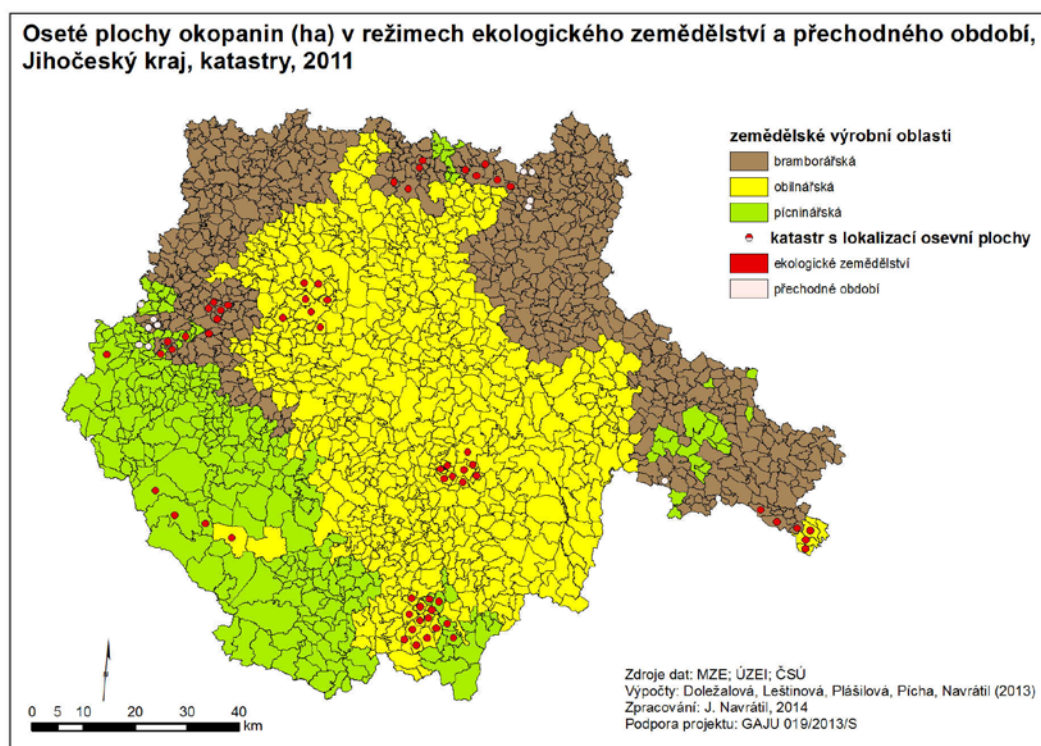 Oseté plochy okopanin (ha) v režimech ekologického zemědělství a přechodného období,
Jihočeský kraj, katastry, 2011
zemědělské výrobní oblasti
bramborářská
obilnářská
pícninářská
katastr s lokalizací osevní plochy
ekologické zemědělství
přechodné období
Zdroje dat: MZE; ÚZEI; ČSÚ
Výpočty: Doležalová, Leštinová, Plášilová, Pícha, Navrátil (2013)
Zpracování: J. Navrátil, 2014
Podpora projektu: GAJU 019/2013/S
0 5 10 20 30 40
km